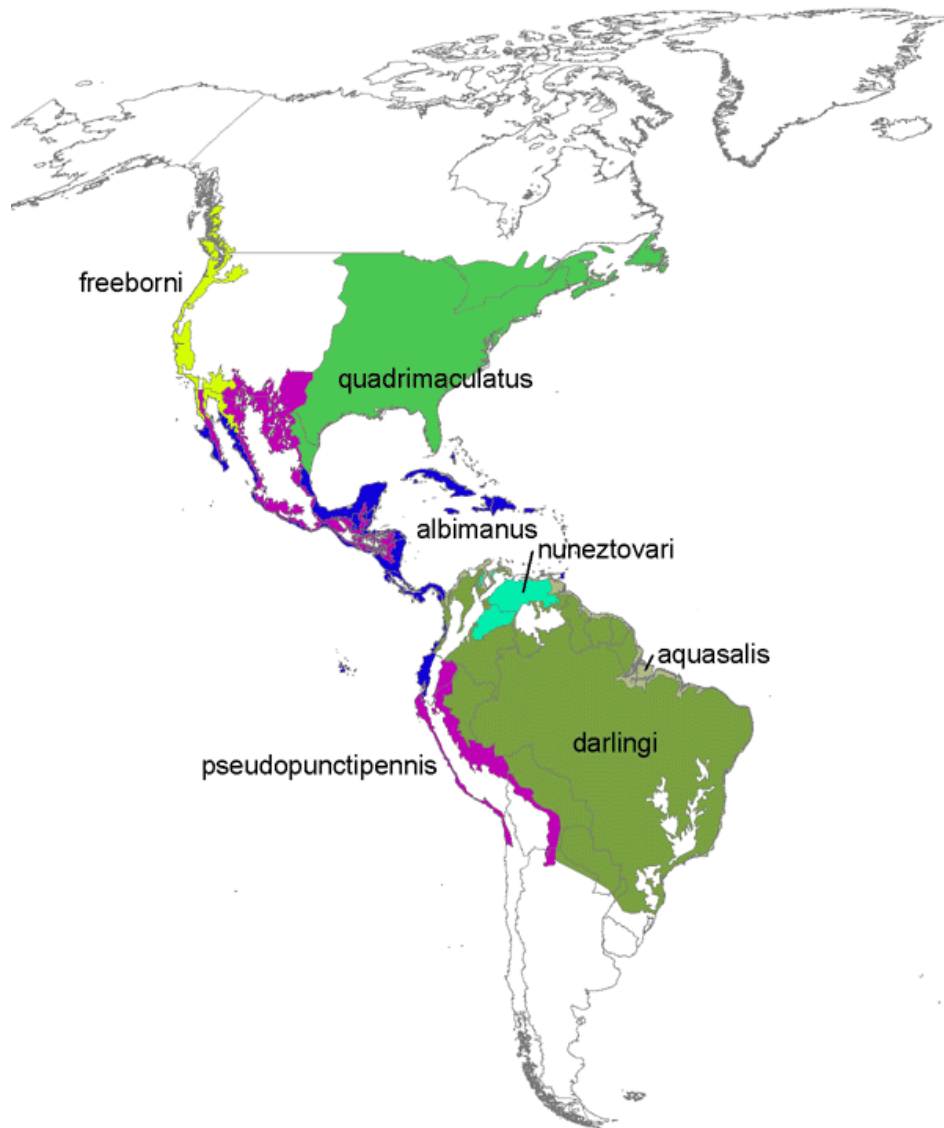 freeborni
quadrimaculatus
albimanus
nuneztovari
aquasalis
darlingi
pseudopunctipennis